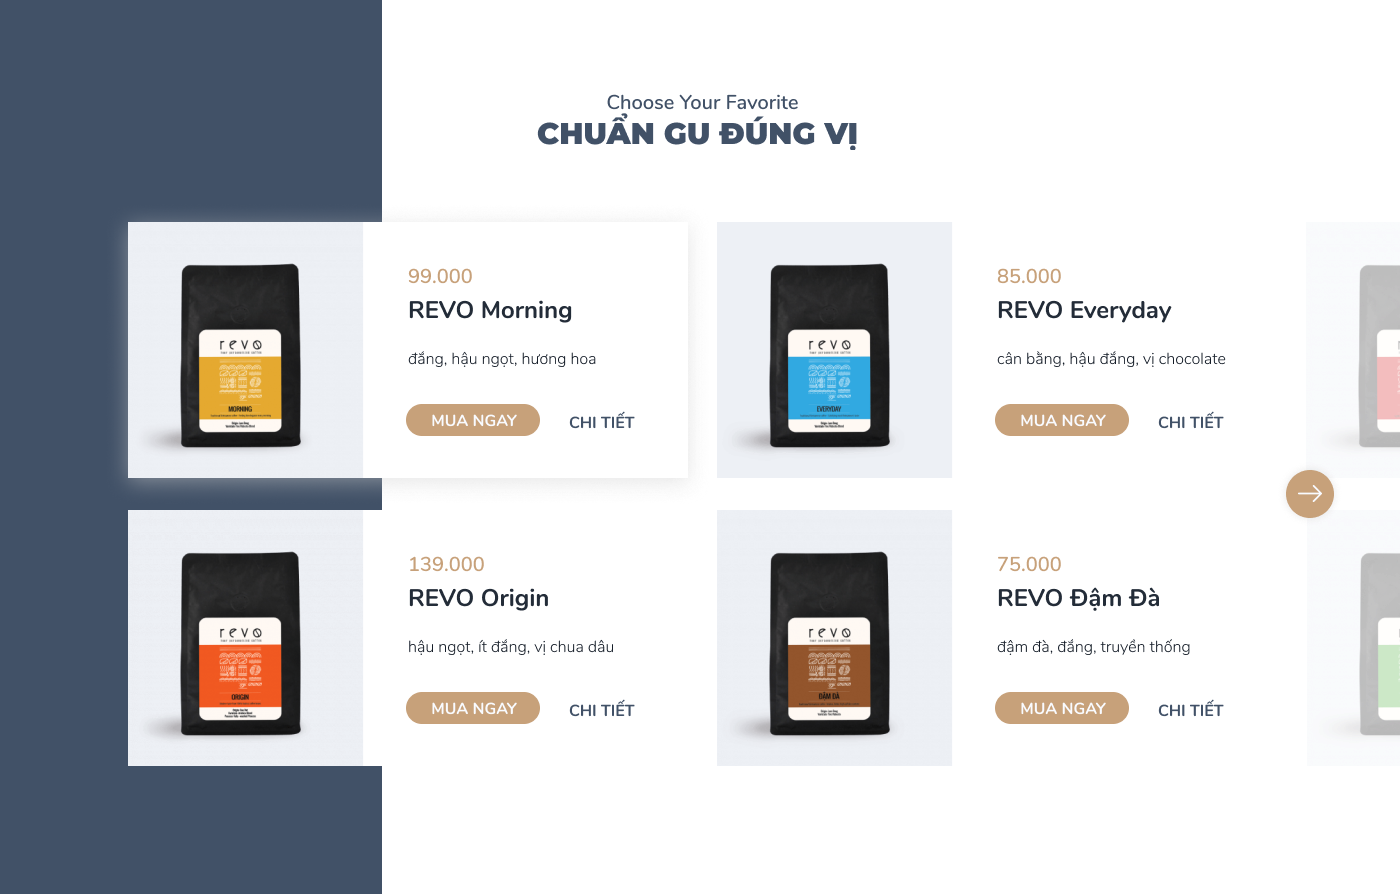 Choose Your Favorite
CHUẨN GU ĐÚNG VỊ
revo
MORNING
99.000
REVO Morning
đắng, hậu ngọt, hương hoa
MUA NGAY
CHI TIẾT
revo
EVERYDAY
85.000
REVO Everyday
cân bằng, hậu đắng, vị chocolate
MUA NGAY
CHI TIẾT
revo
ORIGIN
139.000
REVO Origin
hậu ngọt, ít đắng, vị chua dâu
MUA NGAY
CHI TIẾT
revo
ĐẬM ĐÀ
75.000
REVO Đậm Đà
đậm đà, đắng, truyền thống
MUA NGAY
CHI TIẾT